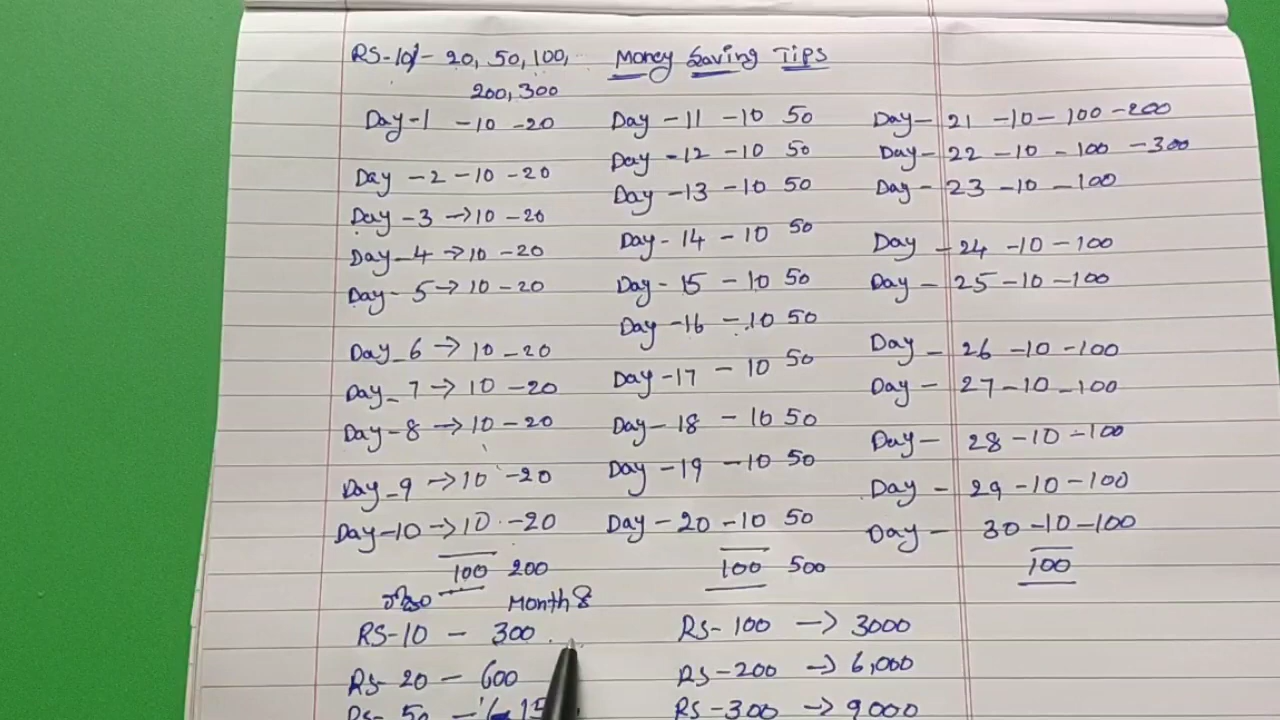 RS-10/- 20, 50, 100,
200, 300
Money Saving Tips
Day-1 -10 -20
Day -2 -10 -20
Day -3 →10 -20
Day-4 →10 -20
Day-5→10 -20
Day-6 →10 -20
Day-7 →10 -20
Day-8 →10 -20
Day-9 →10 -20
Day-10 →10 -20
100 200
Day -11 -10 50
Day -12 -10 50
Day -13 -10 50
Day-14 -10 50
Day-15 -10 50
Day -16 -10 50
Day -17 -10 50
Day-18 -10 50
Day -19 -10 50
Day -20 -10 50
100 500
Day-21 -10-100 -200
Day-22 -10 -100 -300
Day -23 -10 -100
Day -24 -10 -100
Day -25 -10 -100
Day -26 -10 -100
Day -27 -10 -100
Day- 28 -10 -100
Day -29 -10 -100
Day- 30 -10 -100
100
Month
RS-10 - 300
RS-20 - 600
RS-50 -
RS-100 → 3000
RS-200 → 6,000
RS-300 → 9000